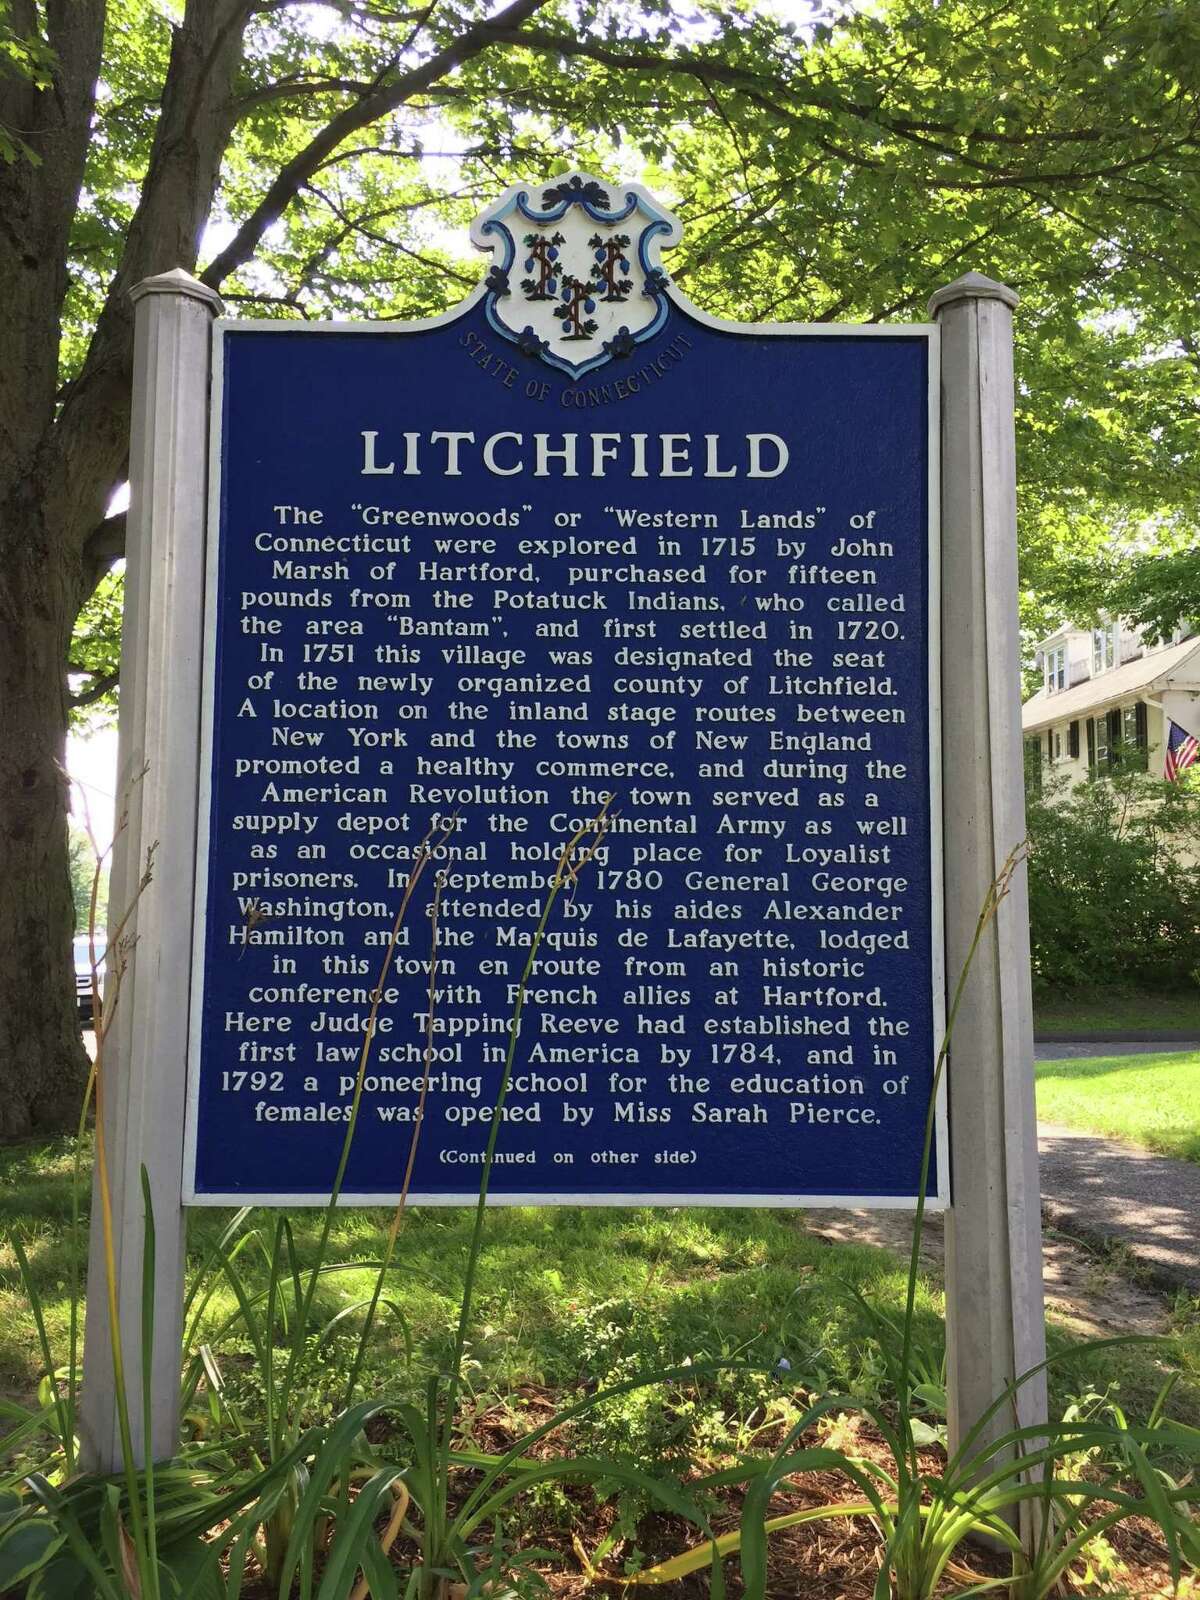 STATE OF CONNECTICUT
LITCHFIELD
The "Greenwoods" or "Western Lands" of
Connecticut were explored in 1715 by John
Marsh of Hartford, purchased for fifteen
pounds from the Potatuck Indians, who called
the area "Bantam", and first settled in 1720.
In 1751 this village was designated the seat
of the newly organized county of Litchfield.
A location on the inland stage routes between
New York and the towns of New England
promoted a healthy commerce, and during the
American Revolution the town served as a
supply depot for the Continental Army as well
as an occasional holding place for Loyalist
prisoners. In September, 1780 General George
Washington, attended by his aides Alexander
Hamilton and the Marquis de Lafayette, lodged
in this town en route from an historic
conference with French allies at Hartford.
Here Judge Tapping Reeve had established the
first law school in America by 1784, and in
1792 a pioneering school for the education of
females was opened by Miss Sarah Pierce.
(Continued on other side)